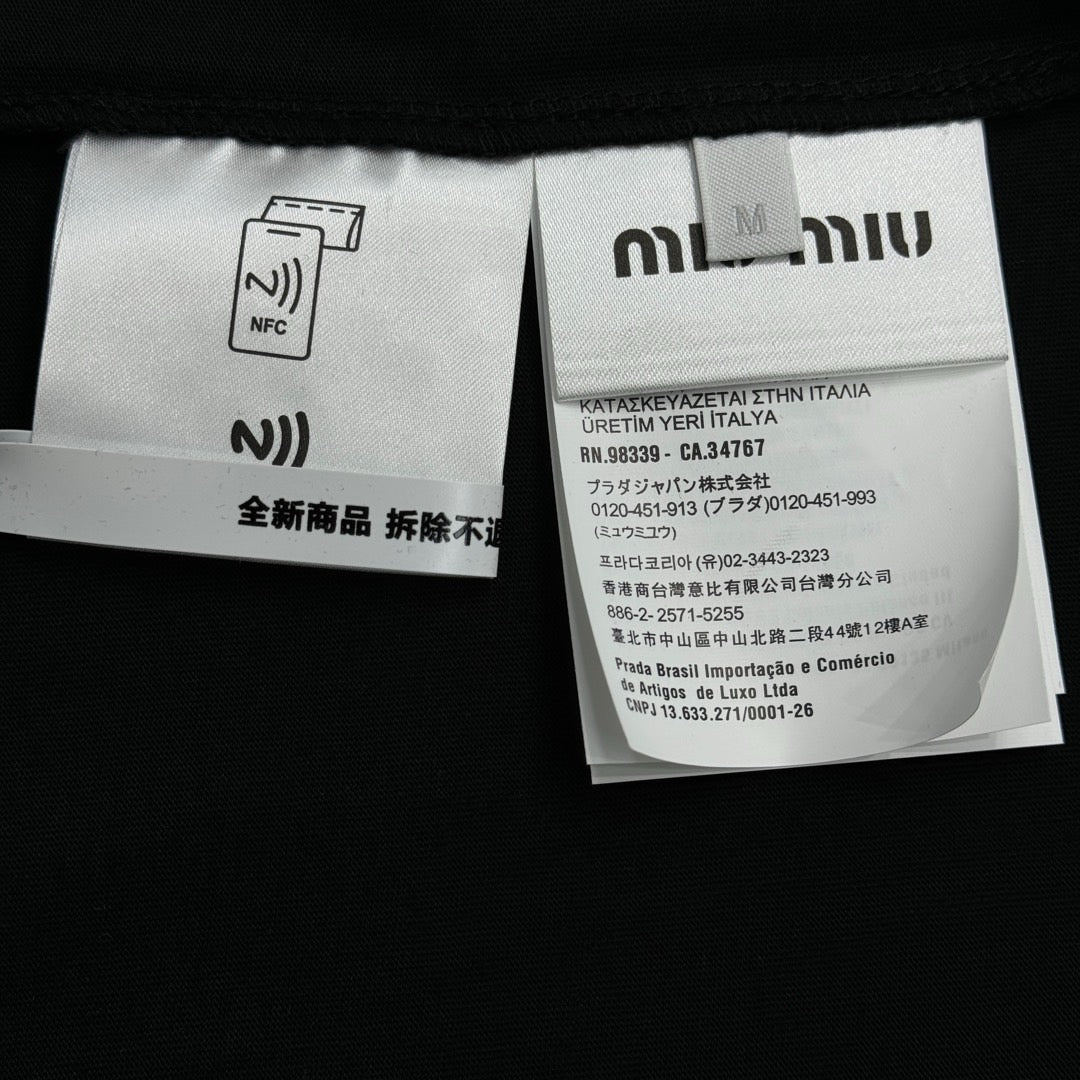 NFC
全新商品 拆除不退
M
miu miu
ΚΑΤΑΣΚΕΥΑΖΕΤΑΙ ΣΤΗΝ ΙΤΑΛΙΑ
ÜRETİM YERİ İTALYA
RN.98339 - CA.34767
プラダジャパン株式会社
0120-451-913 (プラダ)0120-451-993
(ミュウミユウ)
프라다코리아 (유)02-3443-2323
香港商台灣意比有限公司台灣分公司
886-2- 2571-5255
臺北市中山區中山北路二段44號12樓A室
Prada Brasil Importação e Comércio
de Artigos de Luxo Ltda
CNPJ 13.633.271/0001-26